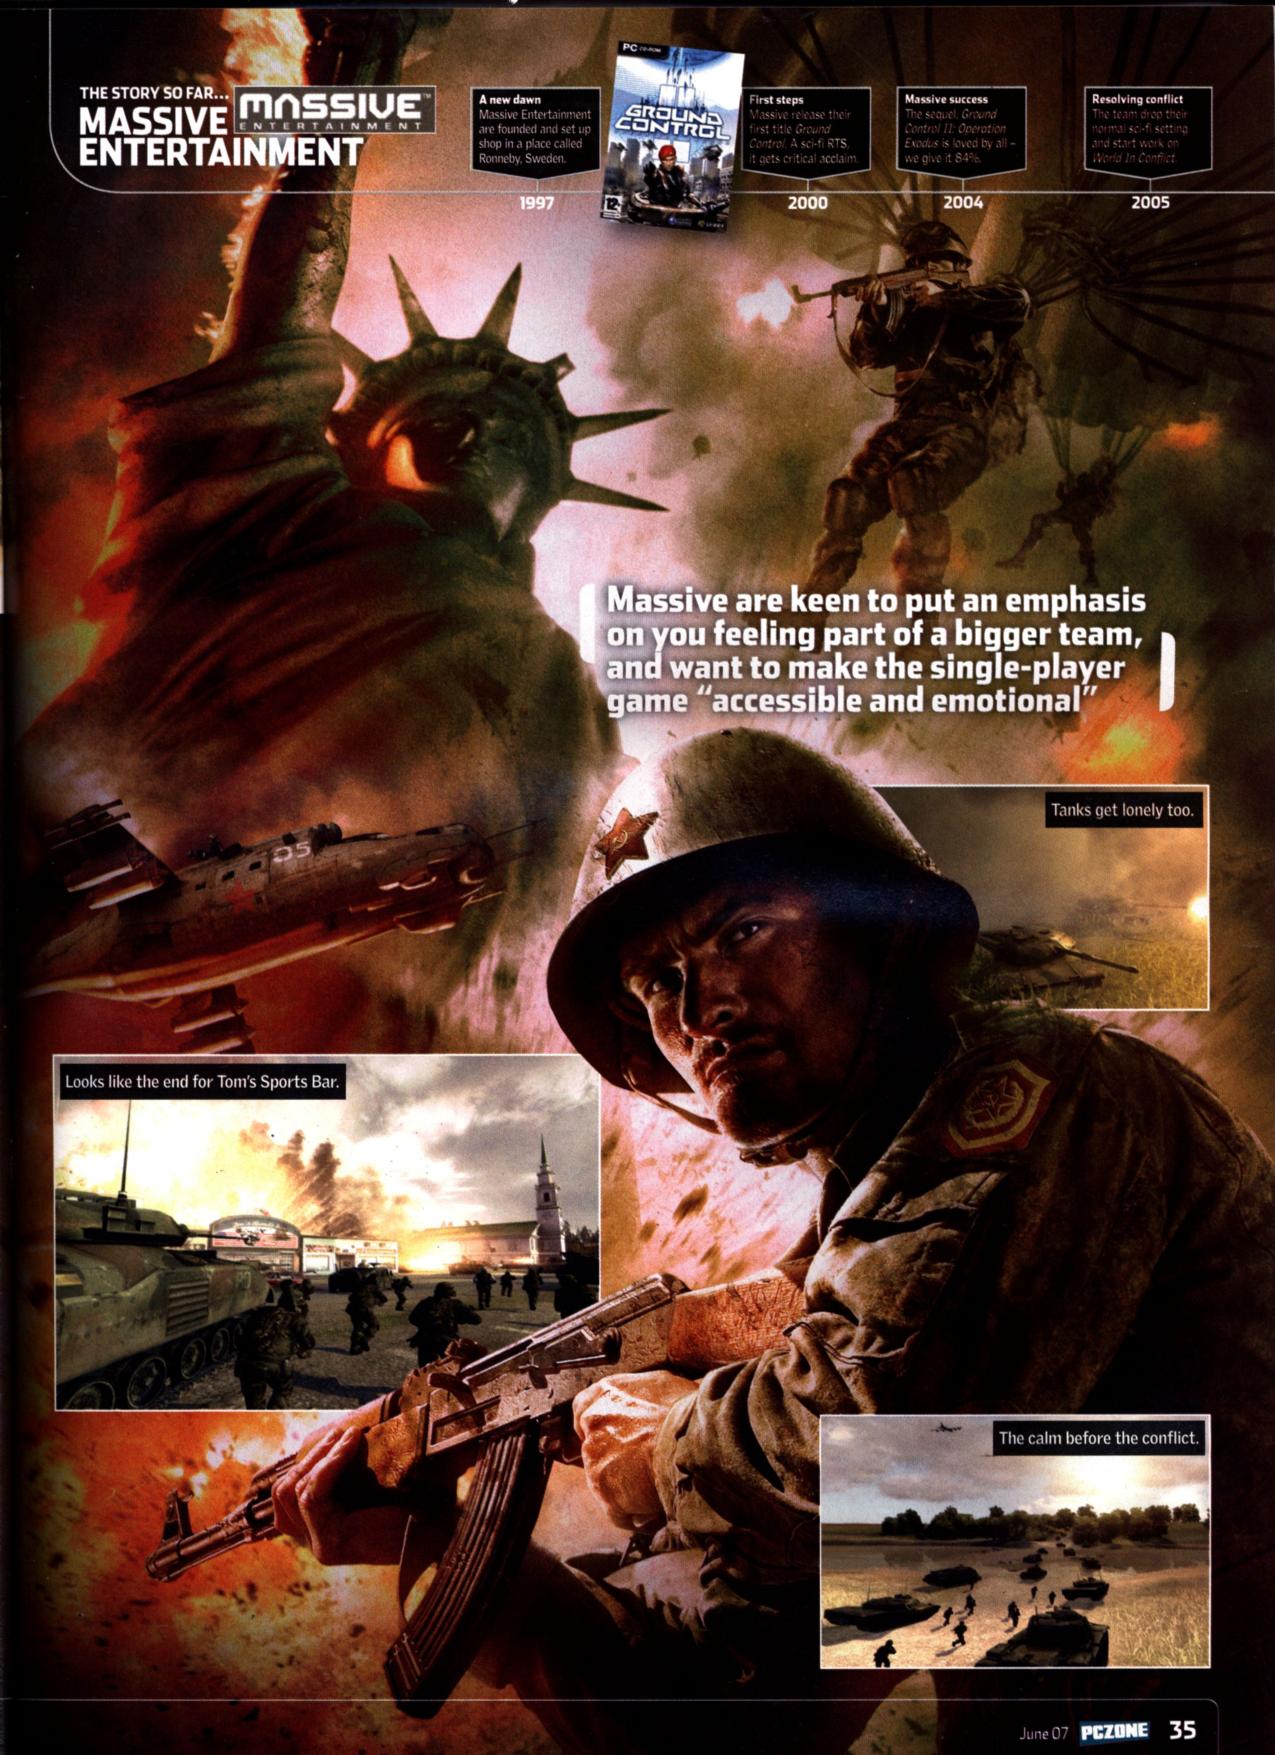 THE STORY SO FAR...
MASSIVE
ENTERTAINMENT
MASSIVE™
ENTERTAINMENT
A new dawn
Massive Entertainment
are founded and set up
shop in a place called
Ronneby, Sweden.
1997
PC CD-ROM
GROUND
CONTROL
12+
First steps
Massive release their
first title Ground
Control. A sci-fi RTS,
it gets critical acclaim.
2000
Massive success
The sequel, Ground
Control II: Operation
Exodus is loved by all –
we give it 84%.
2004
Resolving conflict
The team drop their
normal sci-fi setting
and start work on
World In Conflict.
2005
Massive are keen to put an emphasis
on you feeling part of a bigger team,
and want to make the single-player
game “accessible and emotional”
Tanks get lonely too.
05
Looks like the end for Tom's Sports Bar.
The calm before the conflict.
June 07 PCZONE 35